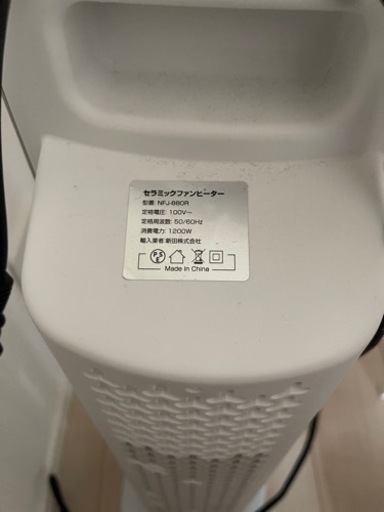 セラミックファンヒーター
型番: NFJ-880R
定格電圧: 100V～
定格周波数: 50/60Hz
消費電力: 1200W
輸入業者:新田株式会社
PSE
Made in China